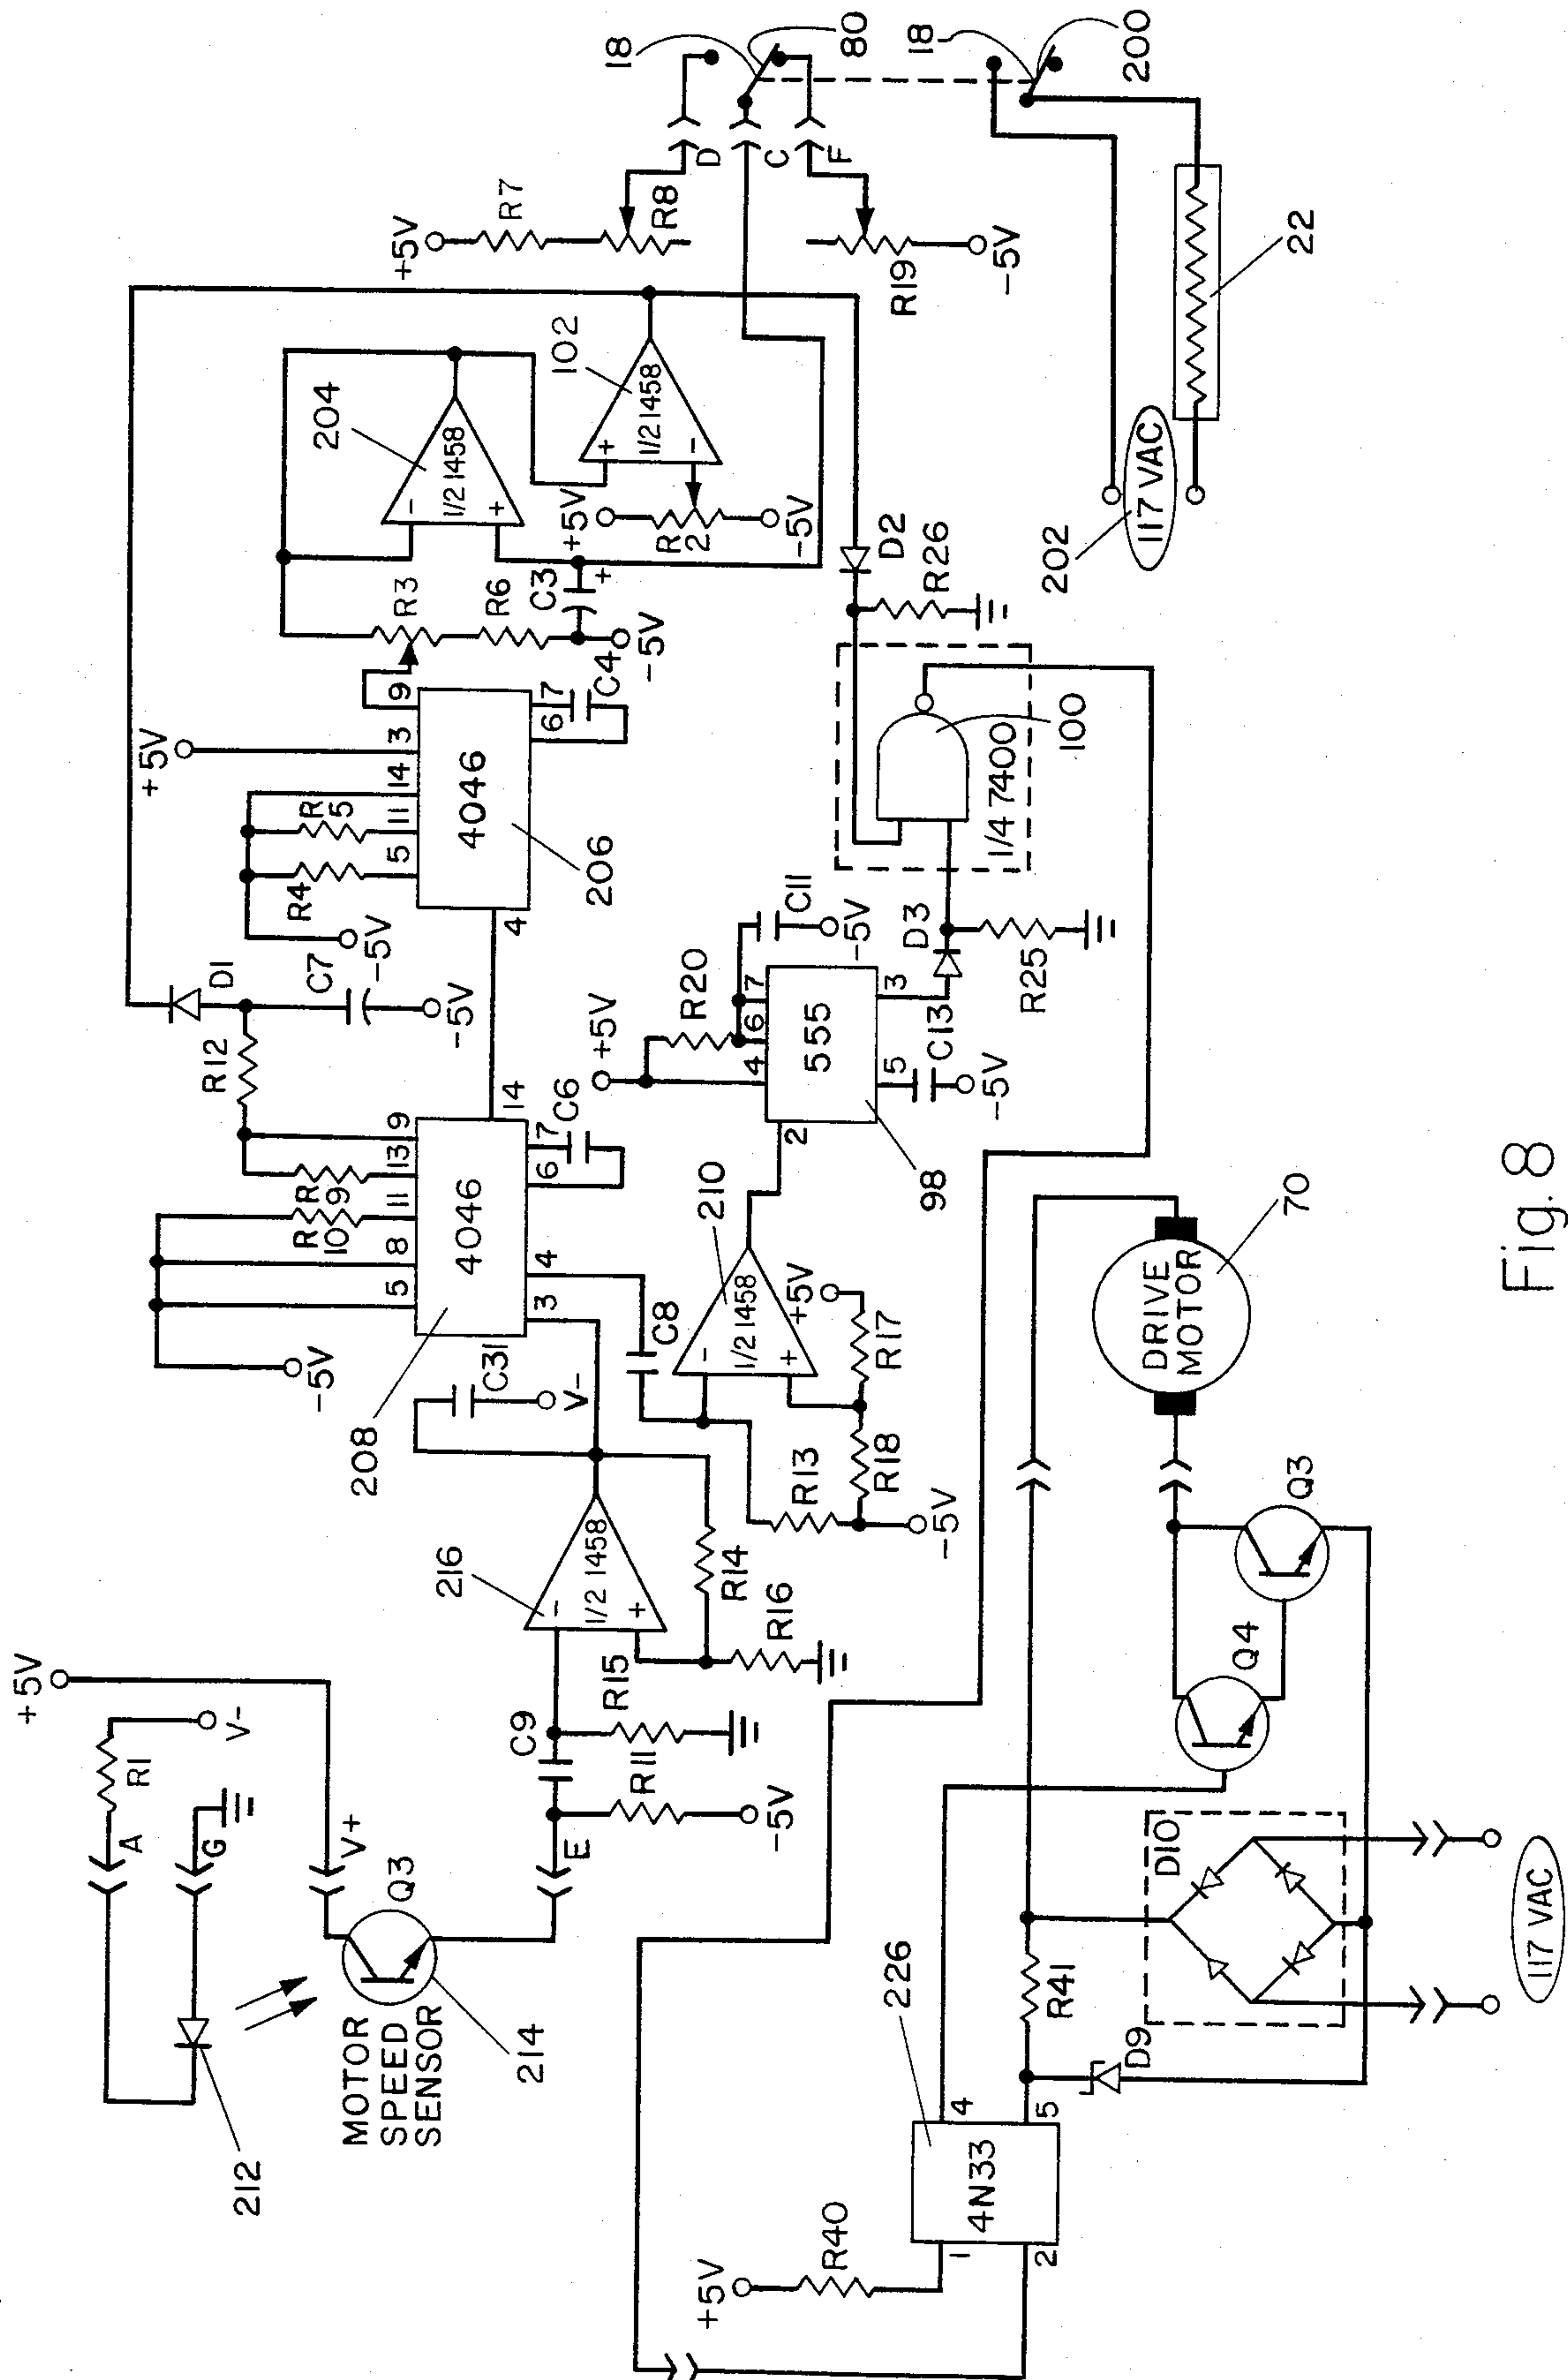 +5V
R1
V-
A
G
V+
212
MOTOR
SPEED
SENSOR
Q3
214
E
C9
R11
-5V
R15
216
-
+
1/2 1458
R14
R16
C31
V-
-5V
R
10
R
9
5
8
11
13
9
4046
208
3
4
6
7
14
C6
R12
D1
C7
-5V
-5V
R4
R
5
+5V
5
11
14
3
9
4046
206
4
6
7
C4
R3
R6
C3
+
-5V
204
-
+
1/2 1458
102
+
-
1/2 1458
+5V
R
2
-5V
+5V
R7
R8
D
C
F
R19
-5V
18
80
18
200
202
117 VAC
22
C8
210
-
+
1/2 1458
+5V
R17
R18
R13
-5V
+5V
R20
C11
-5V
4
6
7
555
2
5
3
98
C13
-5V
D3
R25
D2
R26
1/4 7400
100
DRIVE
MOTOR
70
Q3
Q4
D10
117 VAC
R41
D9
226
4N33
4
5
1
2
R40
+5V
Fig. 8